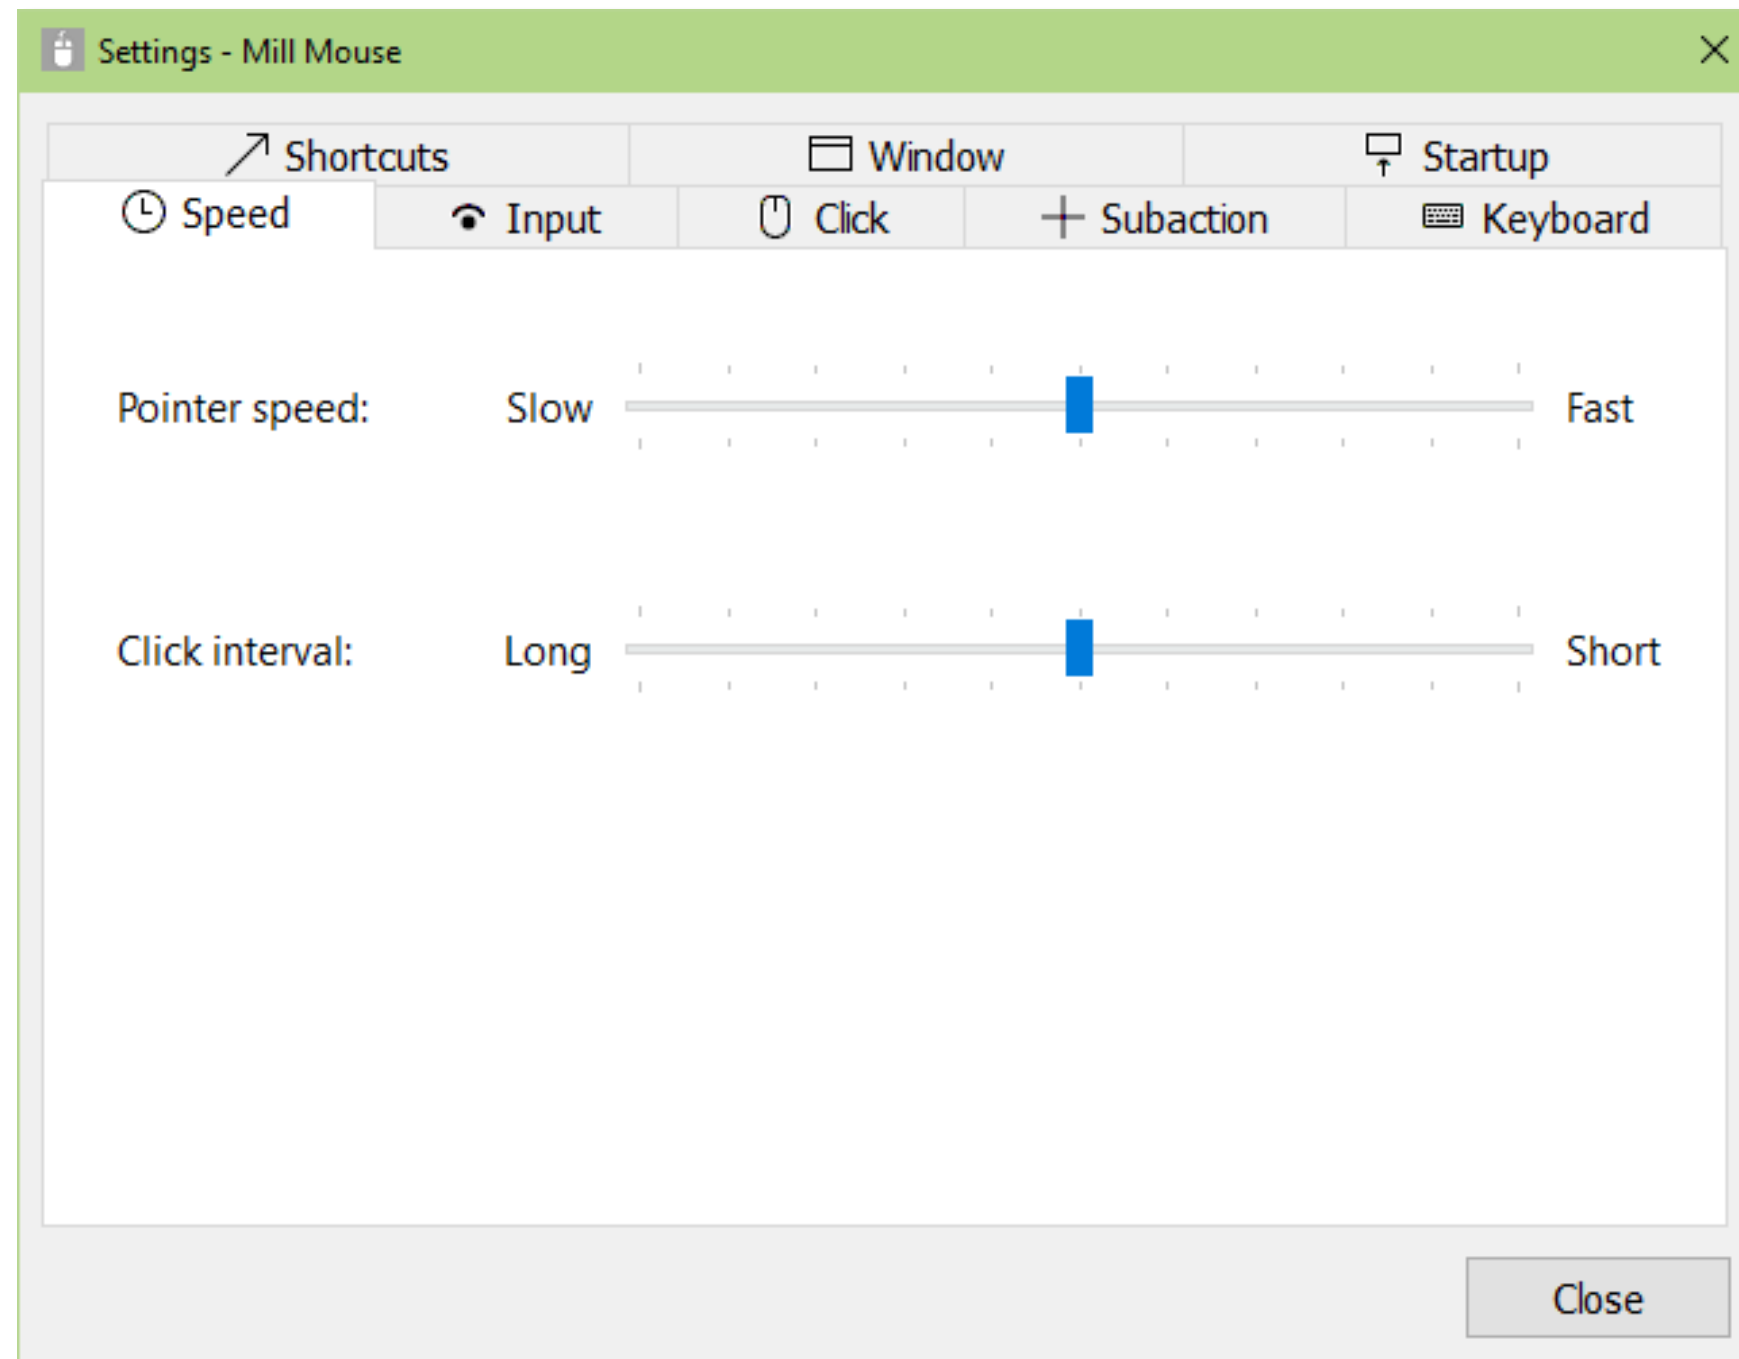 Settings - Mill Mouse
Shortcuts Window Startup
Speed Input Click Subaction Keyboard
Pointer speed: Slow Fast
Click interval: Long Short
Close